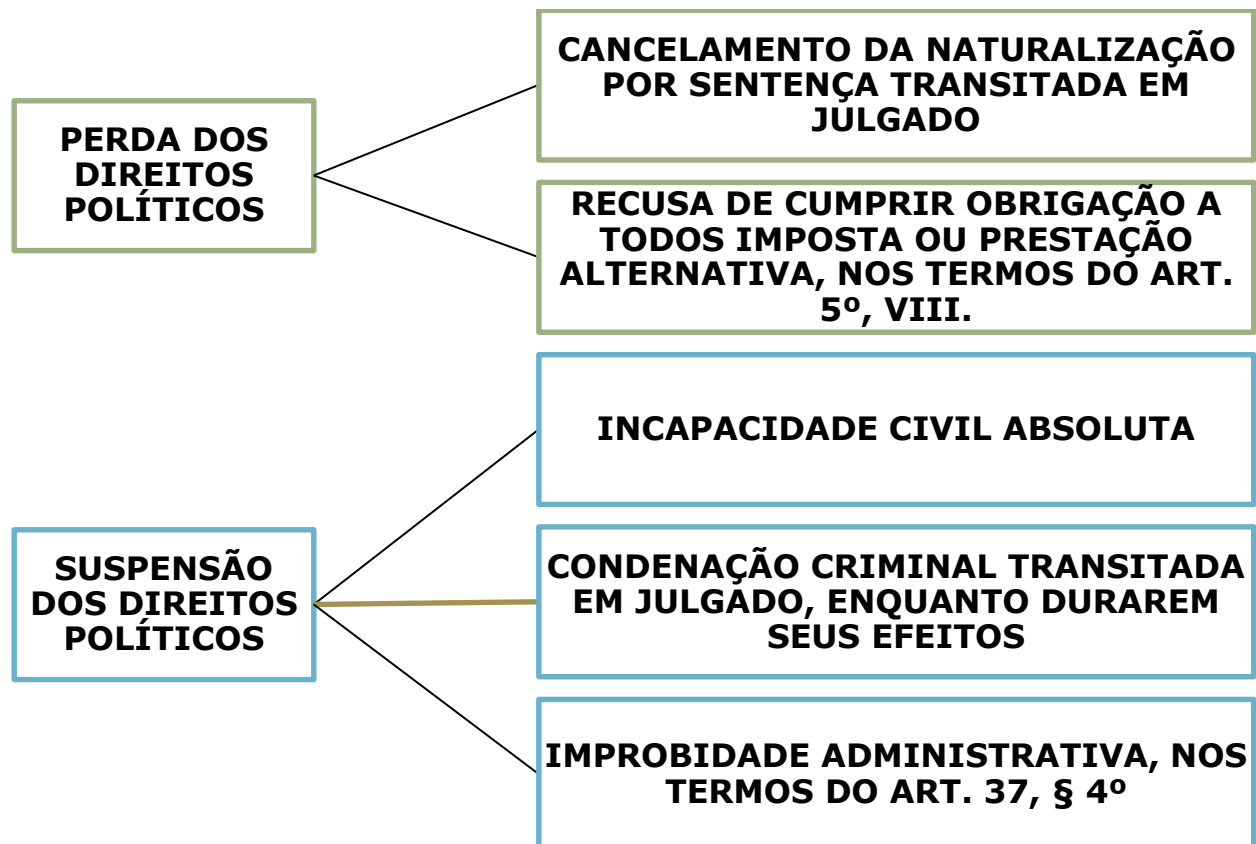 PERDA DOS
DIREITOS
POLÍTICOS
CANCELAMENTO DA NATURALIZAÇÃO
POR SENTENÇA TRANSITADA EM
JULGADO
RECUSA DE CUMPRIR OBRIGAÇÃO A
TODOS IMPOSTA OU PRESTAÇÃO
ALTERNATIVA, NOS TERMOS DO ART.
5º, VIII.
SUSPENSÃO
DOS DIREITOS
POLÍTICOS
INCAPACIDADE CIVIL ABSOLUTA
CONDENAÇÃO CRIMINAL TRANSITADA
EM JULGADO, ENQUANTO DURAREM
SEUS EFEITOS
IMPROBIDADE ADMINISTRATIVA, NOS
TERMOS DO ART. 37, § 4º